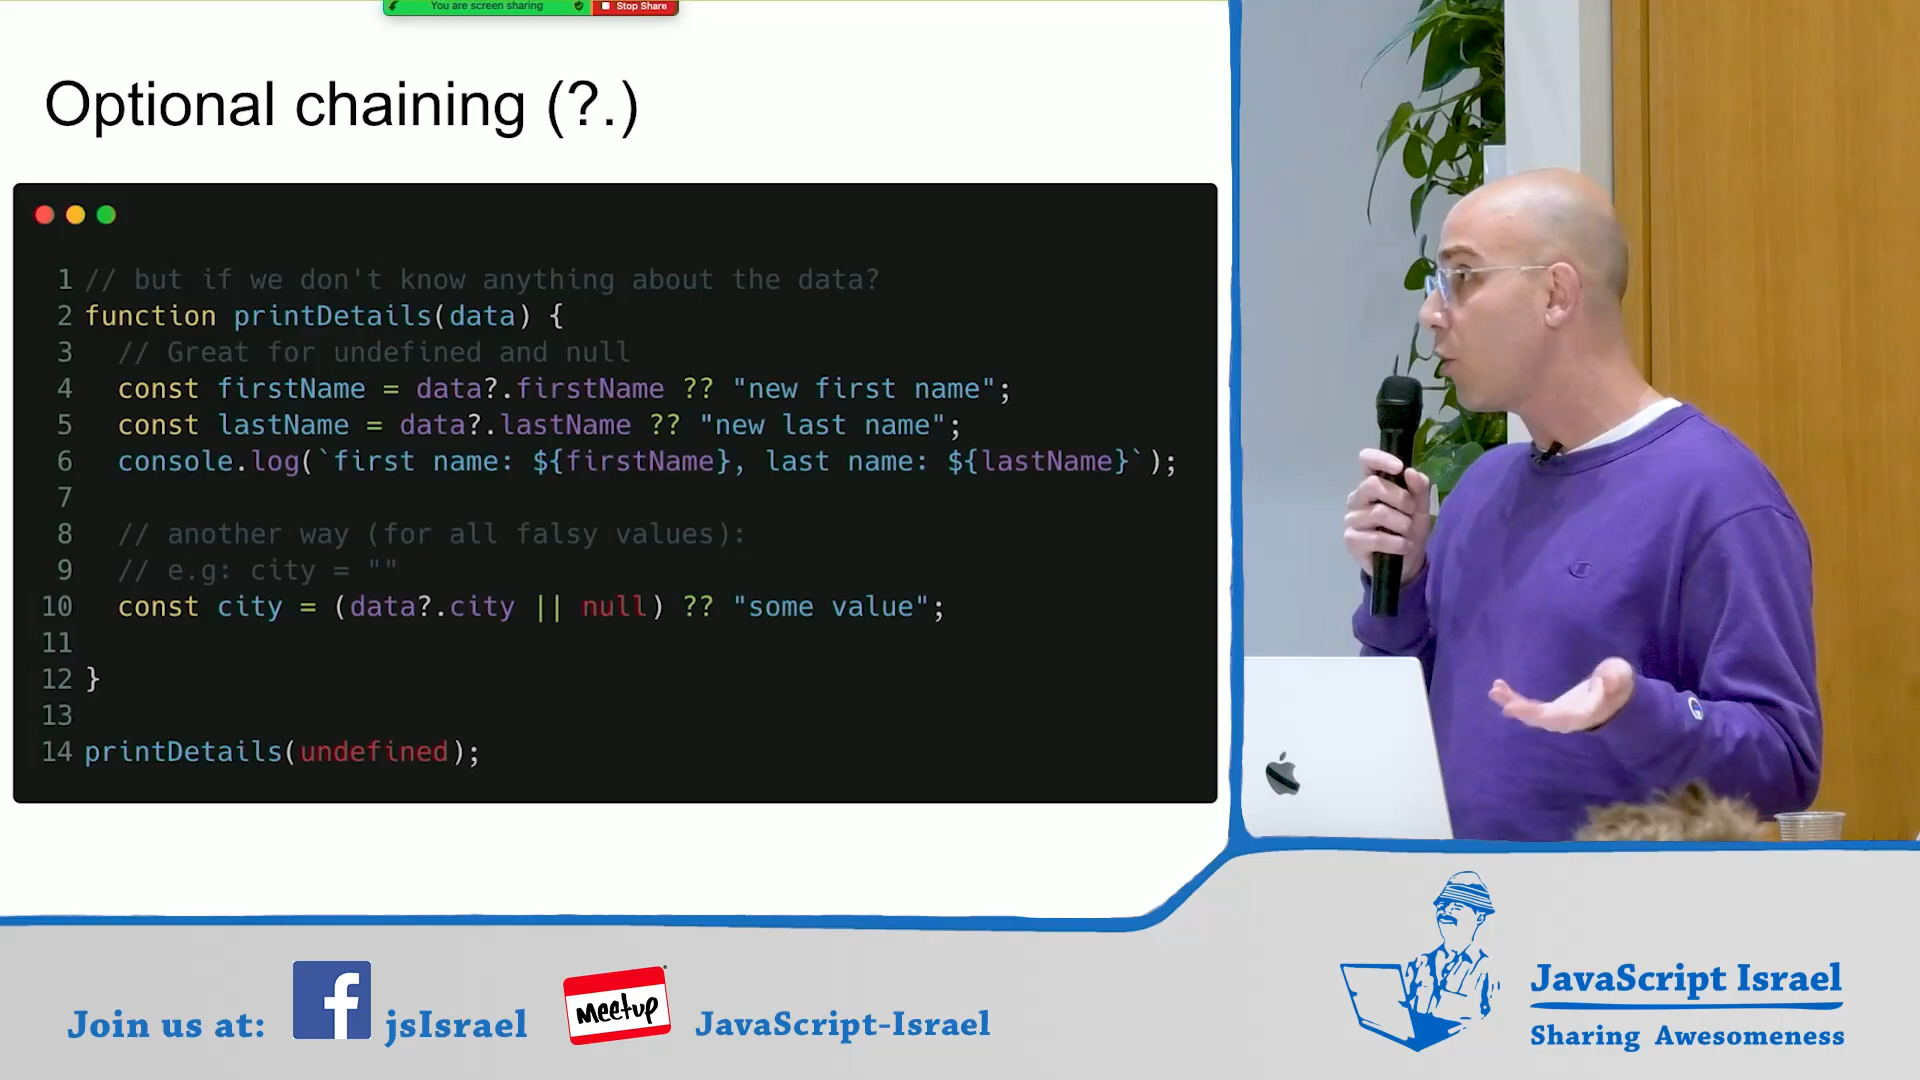 You are screen sharing
Stop Share
Optional chaining (?.)
1 // but if we don't know anything about the data?
2 function printDetails(data) {
3 // Great for undefined and null
4 const firstName = data?.firstName ?? "new first name";
5 const lastName = data?.lastName ?? "new last name";
6 console.log(`first name: ${firstName}, last name: ${lastName}`);
7
8 // another way (for all falsy values):
9 // e.g: city = ""
10 const city = (data?.city || null) ?? "some value";
11
12 }
13
14 printDetails(undefined);
Join us at:
f
jsIsrael
meetup
JavaScript-Israel
JavaScript Israel
Sharing Awesomeness